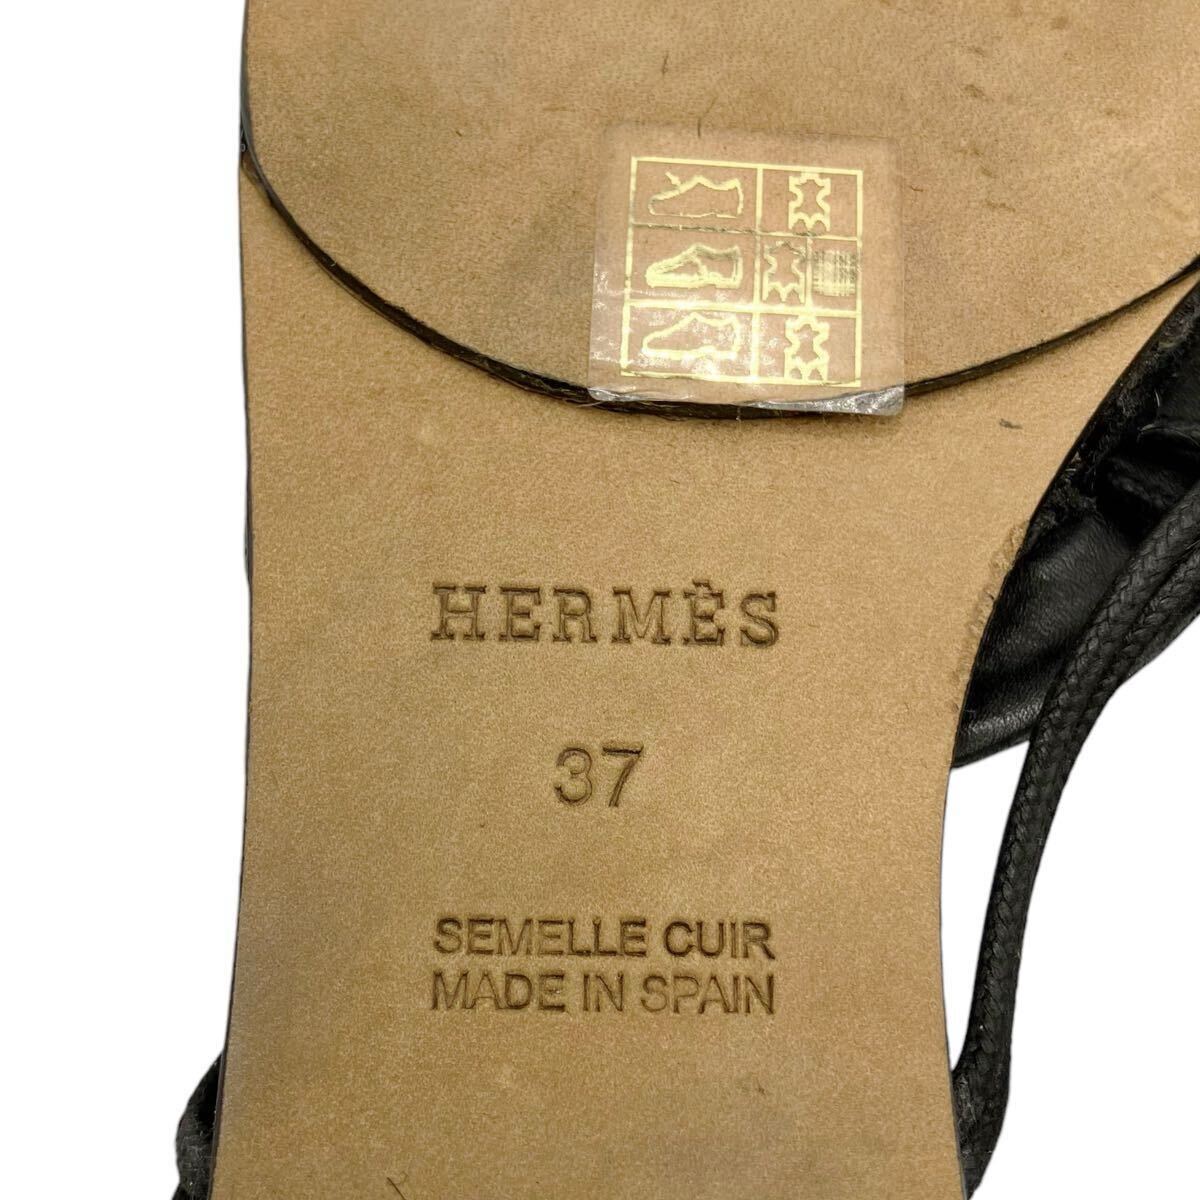 HERMÈS
37
SEMELLE CUIR
MADE IN SPAIN